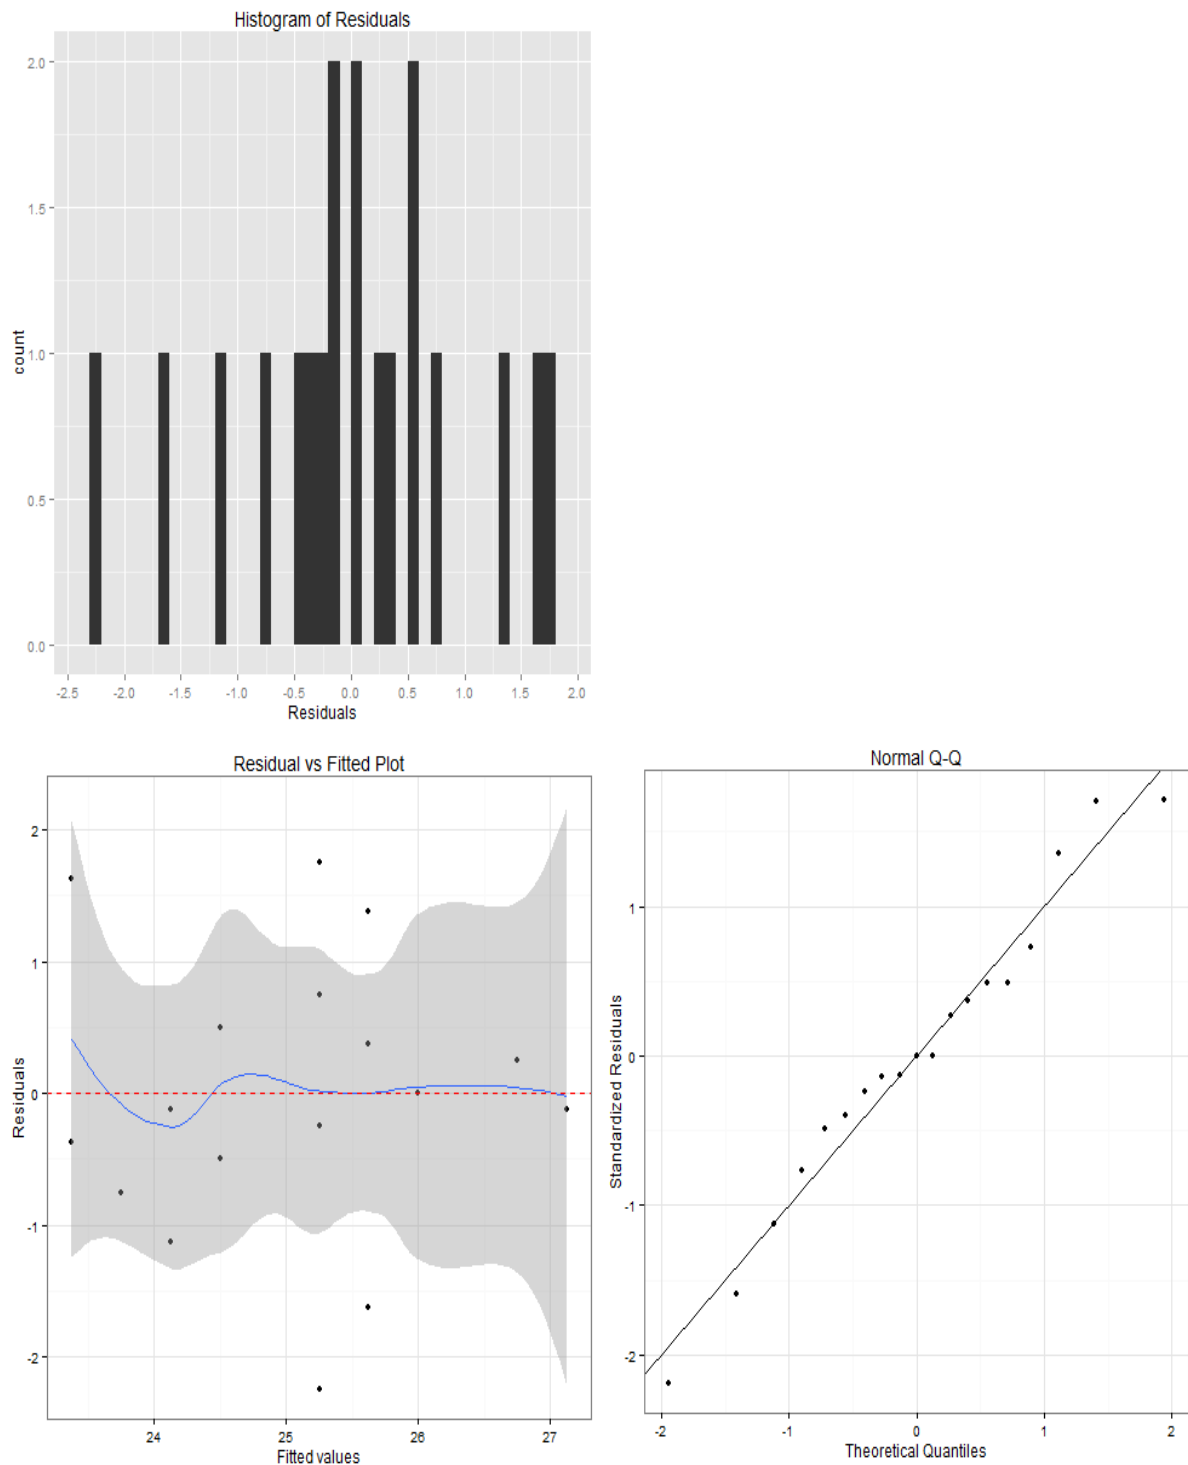 Histogram of Residuals
2.0
1.5
1.0
0.5
0.0
count
-2.5 -2.0 -1.5 -1.0 -0.5 0.0 0.5 1.0 1.5 2.0
Residuals
Residual vs Fitted Plot
2
1
0
-1
-2
Residuals
24 25 26 27
Fitted values
Normal Q-Q
1
0
-1
-2
Standardized Residuals
-2 -1 0 1 2
Theoretical Quantiles